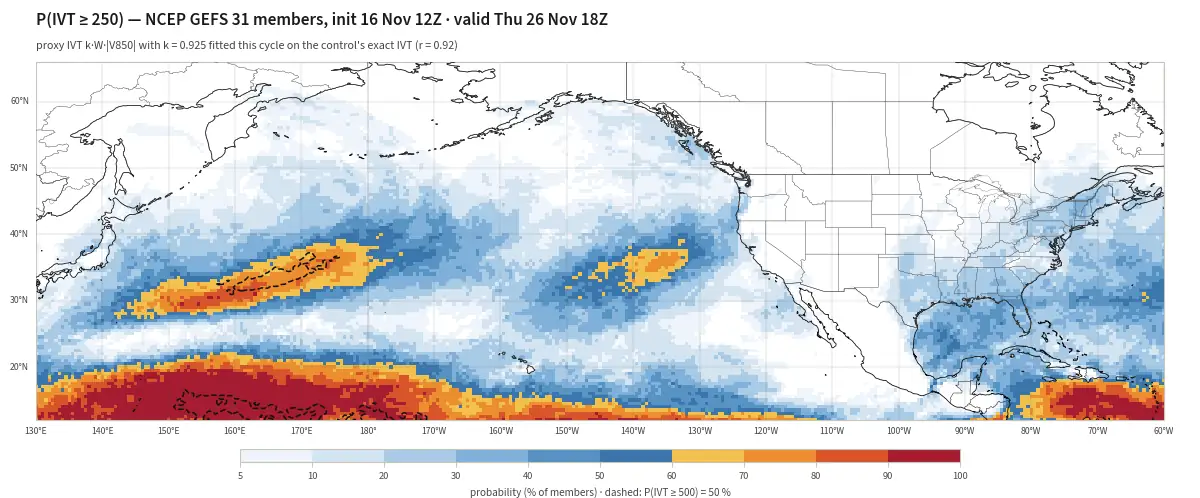 P(IVT ≥ 250) — NCEP GEFS 31 members, init 16 Nov 12Z · valid Thu 26 Nov 18Z
proxy IVT k·W·|V850| with k = 0.925 fitted this cycle on the control's exact IVT (r = 0.92)
60°N
50°N
40°N
30°N
20°N
130°E 140°E 150°E 160°E 170°E 180° 170°W 160°W 150°W 140°W 130°W 120°W 110°W 100°W 90°W 80°W 70°W 60°W
5 10 20 30 40 50 60 70 80 90 100
probability (% of members) · dashed: P(IVT ≥ 500) = 50 %